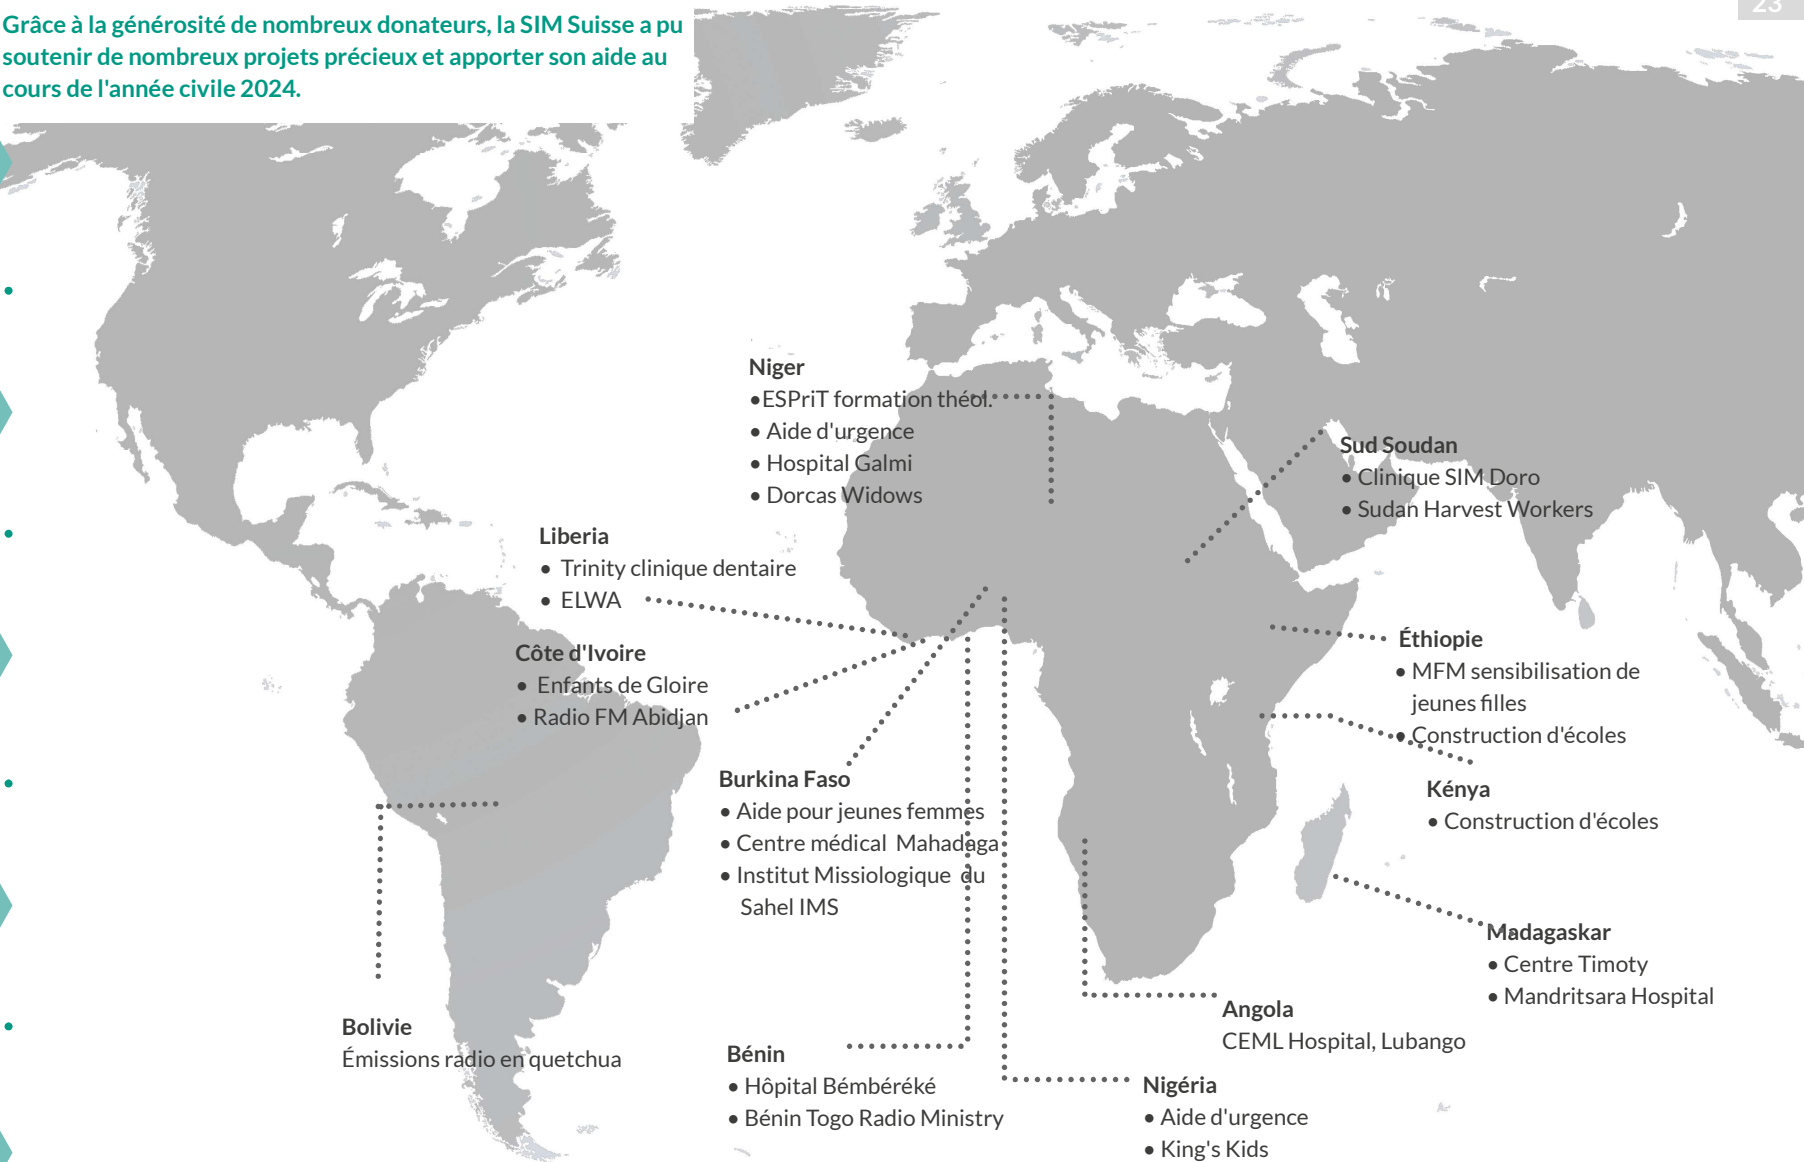 23
Grâce à la générosité de nombreux donateurs, la SIM Suisse a pu
soutenir de nombreux projets précieux et apporter son aide au
cours de l'année civile 2024.
Niger
•ESPriT formation théol.
• Aide d'urgence
• Hospital Galmi
• Dorcas Widows
Sud Soudan
• Clinique SIM Doro
• Sudan Harvest Workers
Liberia
• Trinity clinique dentaire
• ELWA
Côte d'Ivoire
• Enfants de Gloire
• Radio FM Abidjan
Éthiopie
• MFM sensibilisation de
jeunes filles
• Construction d'écoles
Burkina Faso
• Aide pour jeunes femmes
• Centre médical Mahadaga
• Institut Missiologique du
Sahel IMS
Kénya
• Construction d'écoles
Madagaskar
• Centre Timoty
• Mandritsara Hospital
Angola
CEML Hospital, Lubango
Bolivie
Émissions radio en quetchua
Bénin
• Hôpital Bémbéréké
• Bénin Togo Radio Ministry
Nigéria
• Aide d'urgence
• King's Kids